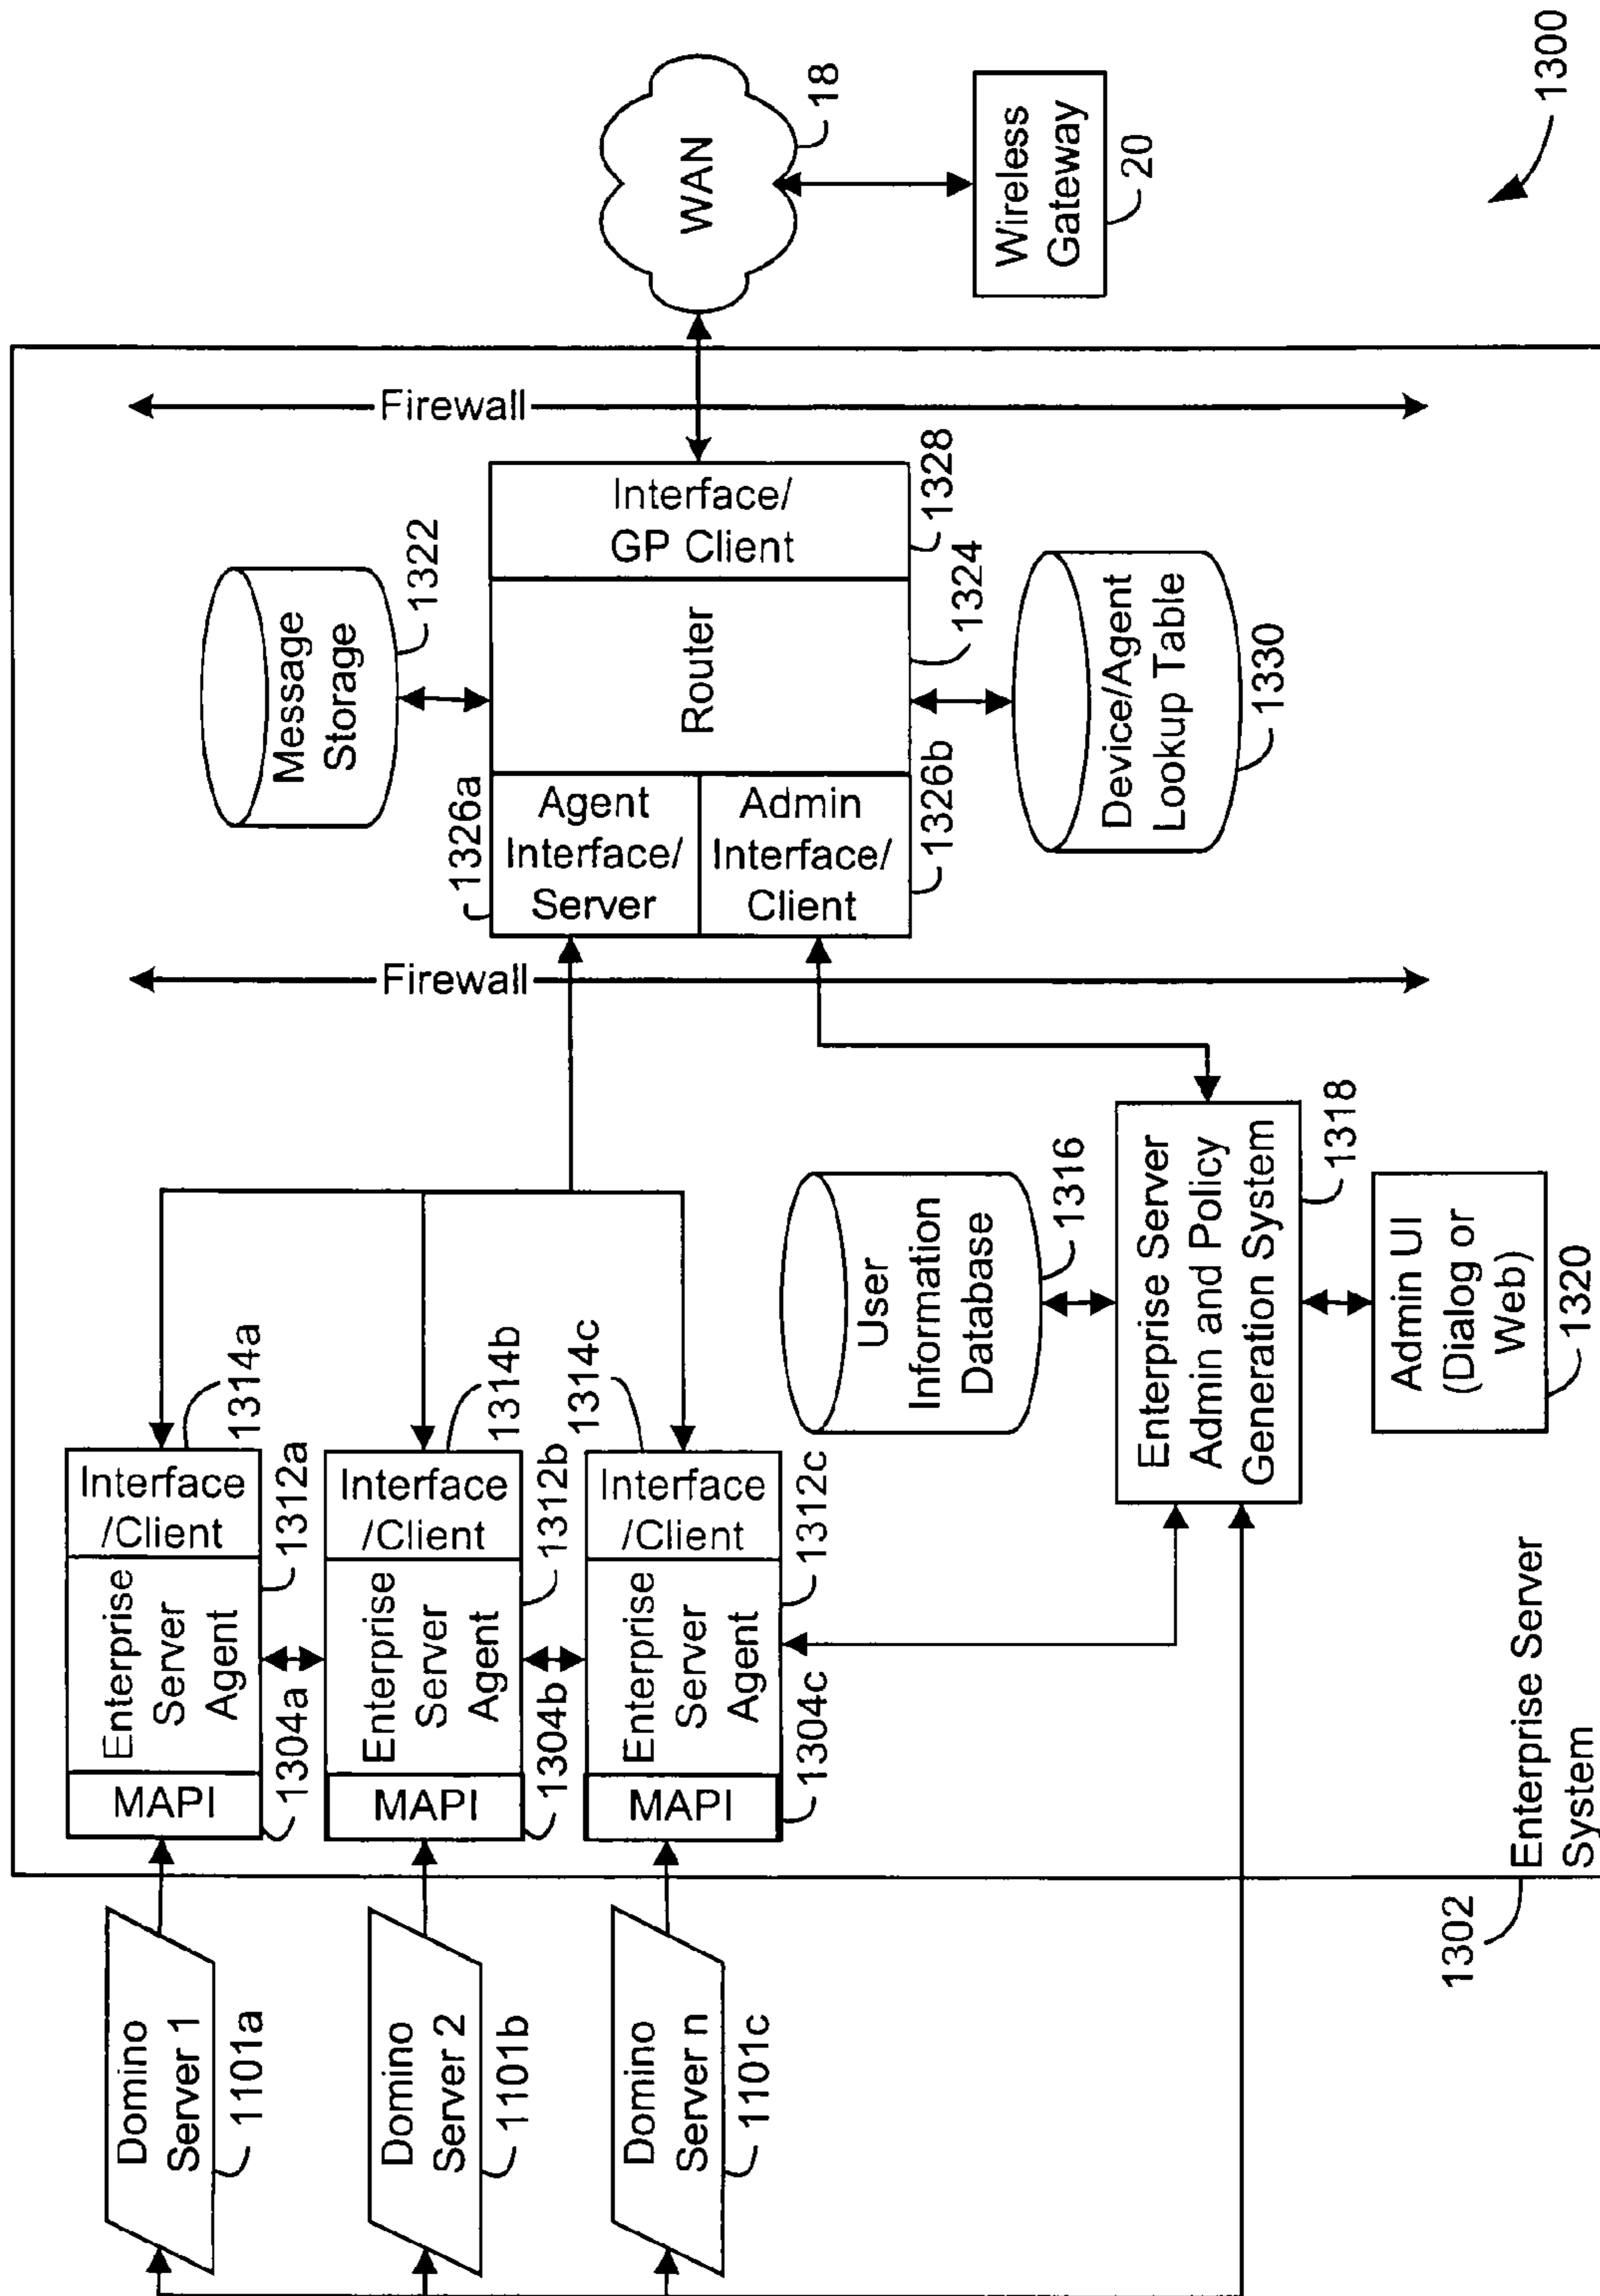 Domino
Server 1
1101a
Domino
Server 2
1101b
Domino
Server n
1101c
1302
Enterprise Server
System
MAPI
Enterprise
Server
Agent
Interface
/Client
1304a
1312a
1314a
MAPI
Enterprise
Server
Agent
Interface
/Client
1304b
1312b
1314b
MAPI
Enterprise
Server
Agent
Interface
/Client
1304c
1312c
1314c
User
Information
Database
1316
Enterprise Server
Admin and Policy
Generation System
1318
Admin UI
(Dialog or
Web)
1320
Firewall
Message
Storage
1322
1326a
Agent
Interface/
Server
Admin
Interface/
Client
1326b
Router
1324
Interface/
GP Client
1328
Device/Agent
Lookup Table
1330
Firewall
WAN
18
Wireless
Gateway
20
1300